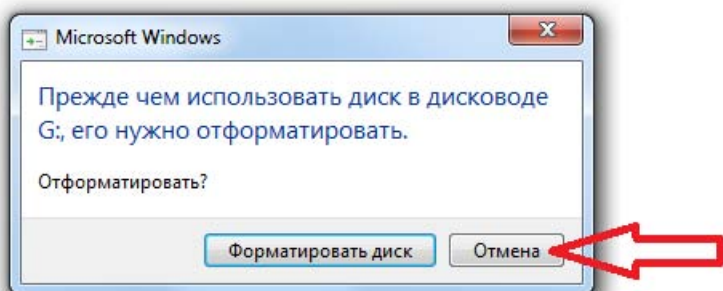 Microsoft Windows
Прежде чем использовать диск в дисководе
G:, его нужно отформатировать.
Отформатировать?
Форматировать диск
Отмена